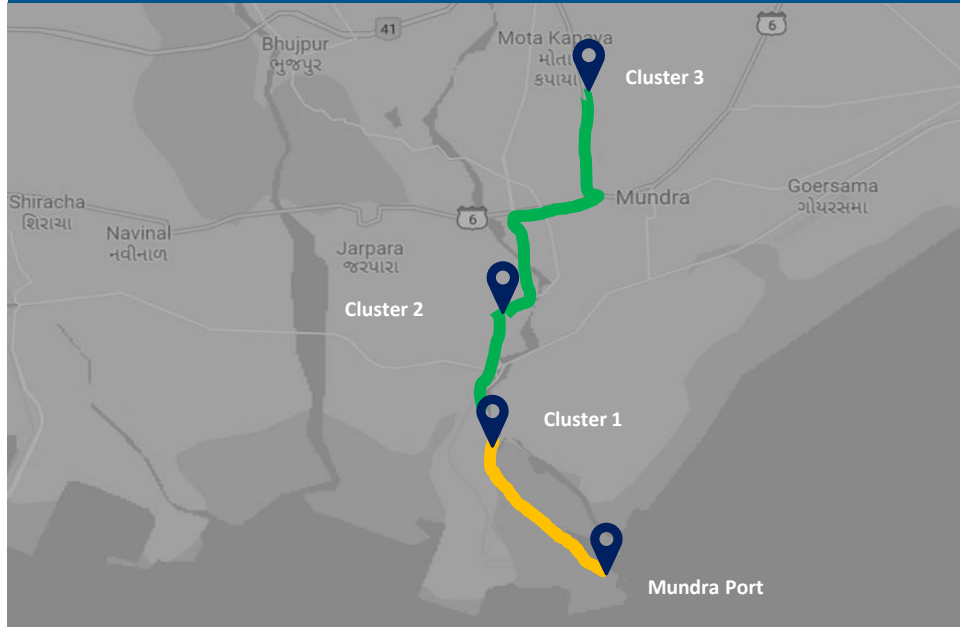 41
6
Bhujpur
ભુજપુર
Mota Kapaya
મોતા
કપાયા
Cluster 3
Shiracha
શિરાચા
Navinal
નવીનાળ
6
Mundra
Goersama
ગોયરસમા
Jarpara
જરપારા
Cluster 2
Cluster 1
Mundra Port